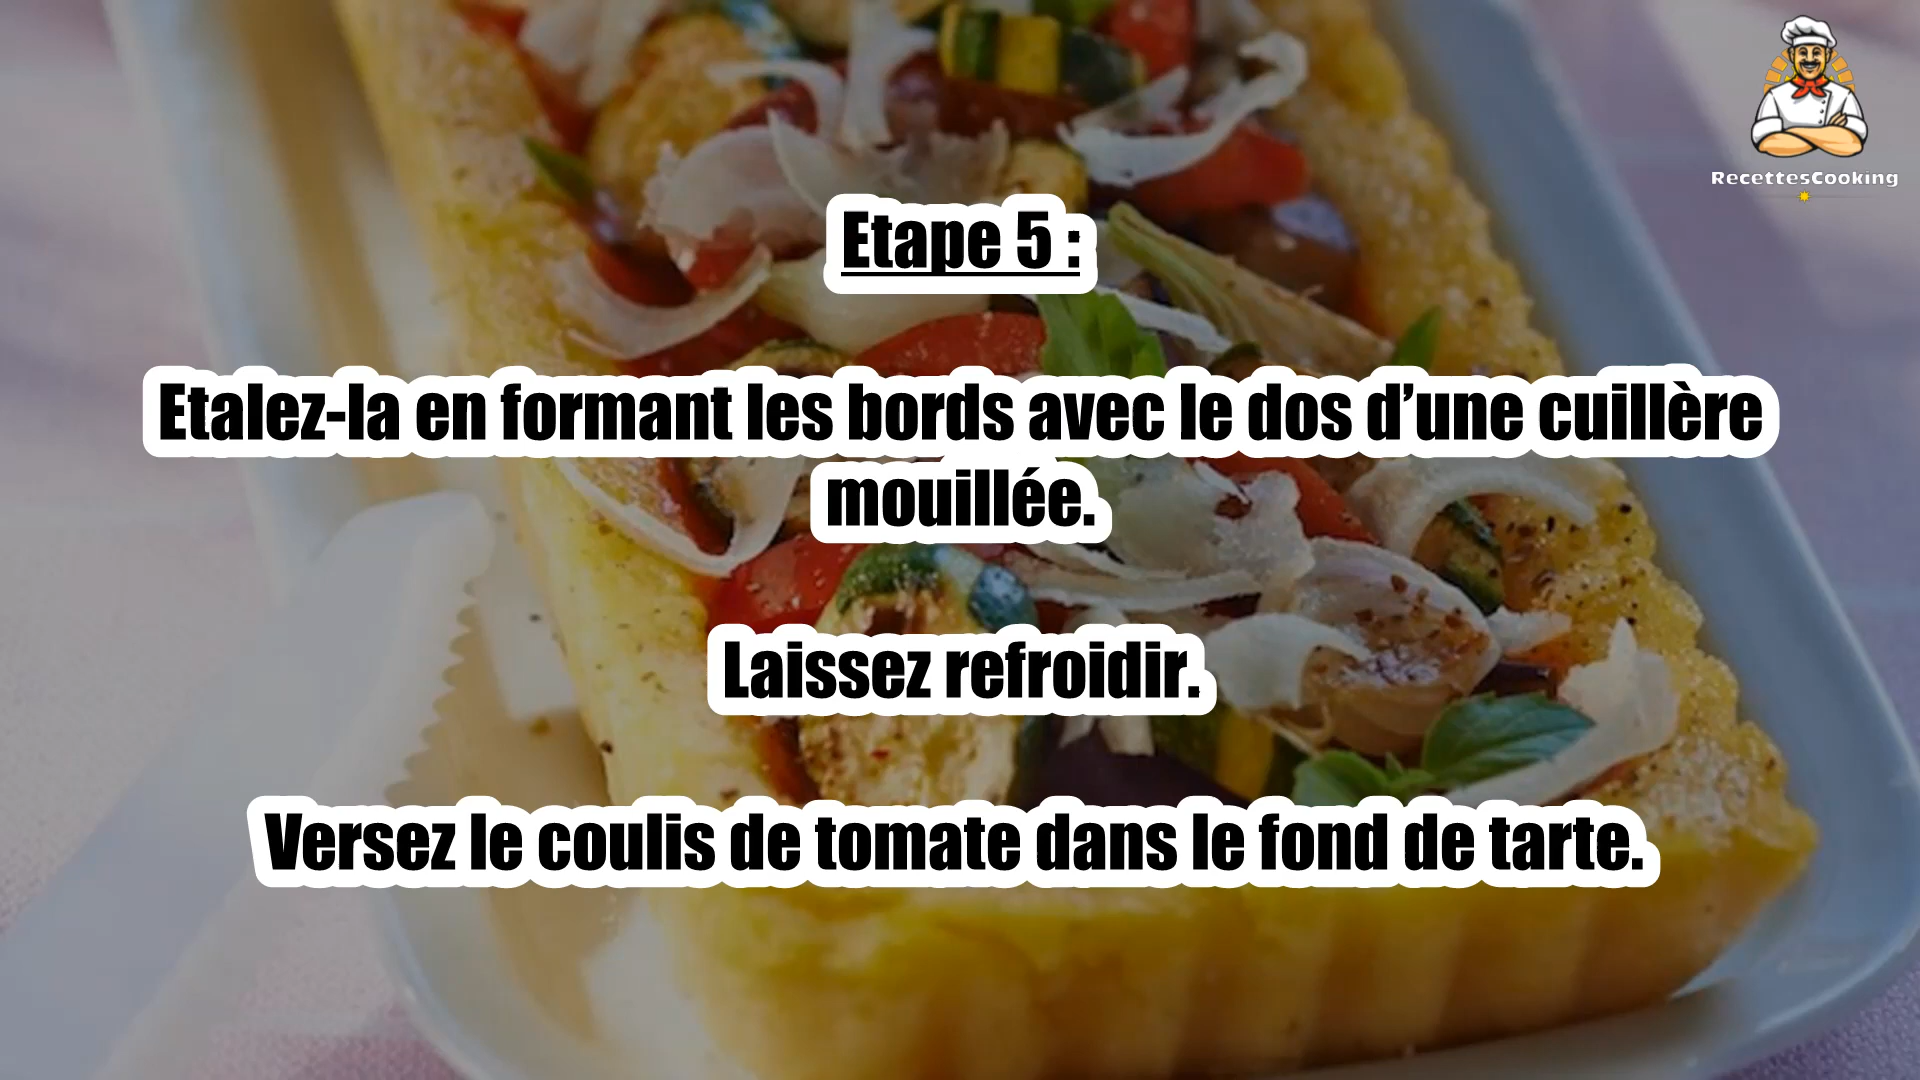 RecettesCooking
Etape 5 :
Etalez-la en formant les bords avec le dos d’une cuillère
mouillée.
Laissez refroidir.
Versez le coulis de tomate dans le fond de tarte.